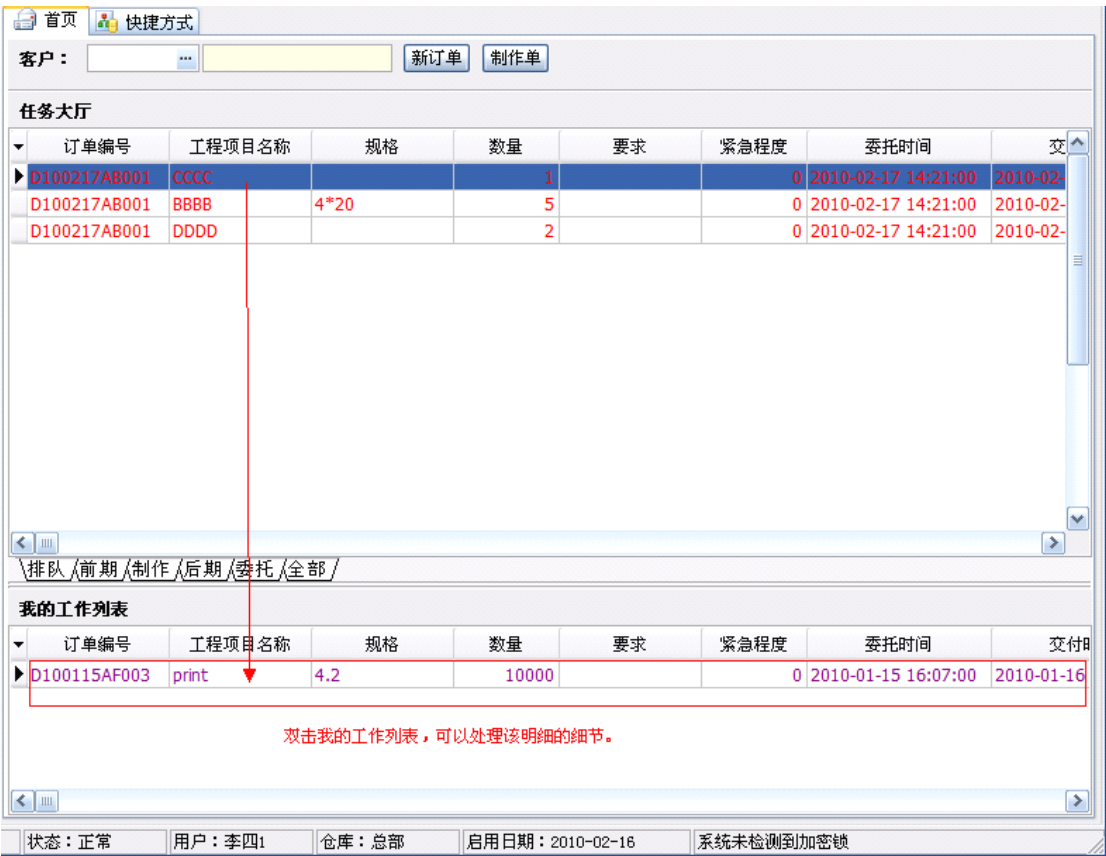 首页 快捷方式
客户： ... 新订单 制作单
任务大厅
订单编号 工程项目名称 规格 数量 要求 紧急程度 委托时间 交
D100217AB001 CCCC 1 0 2010-02-17 14:21:00 2010-02-
D100217AB001 BBBB 4*20 5 0 2010-02-17 14:21:00 2010-02-
D100217AB001 DDDD 2 0 2010-02-17 14:21:00 2010-02-
排队 前期 制作 后期 委托 全部
我的工作列表
订单编号 工程项目名称 规格 数量 要求 紧急程度 委托时间 交付
D100115AF003 print 4.2 10000 0 2010-01-15 16:07:00 2010-01-16
双击我的工作列表，可以处理该明细的细节。
状态：正常 用户：李四1 仓库：总部 启用日期：2010-02-16 系统未检测到加密锁